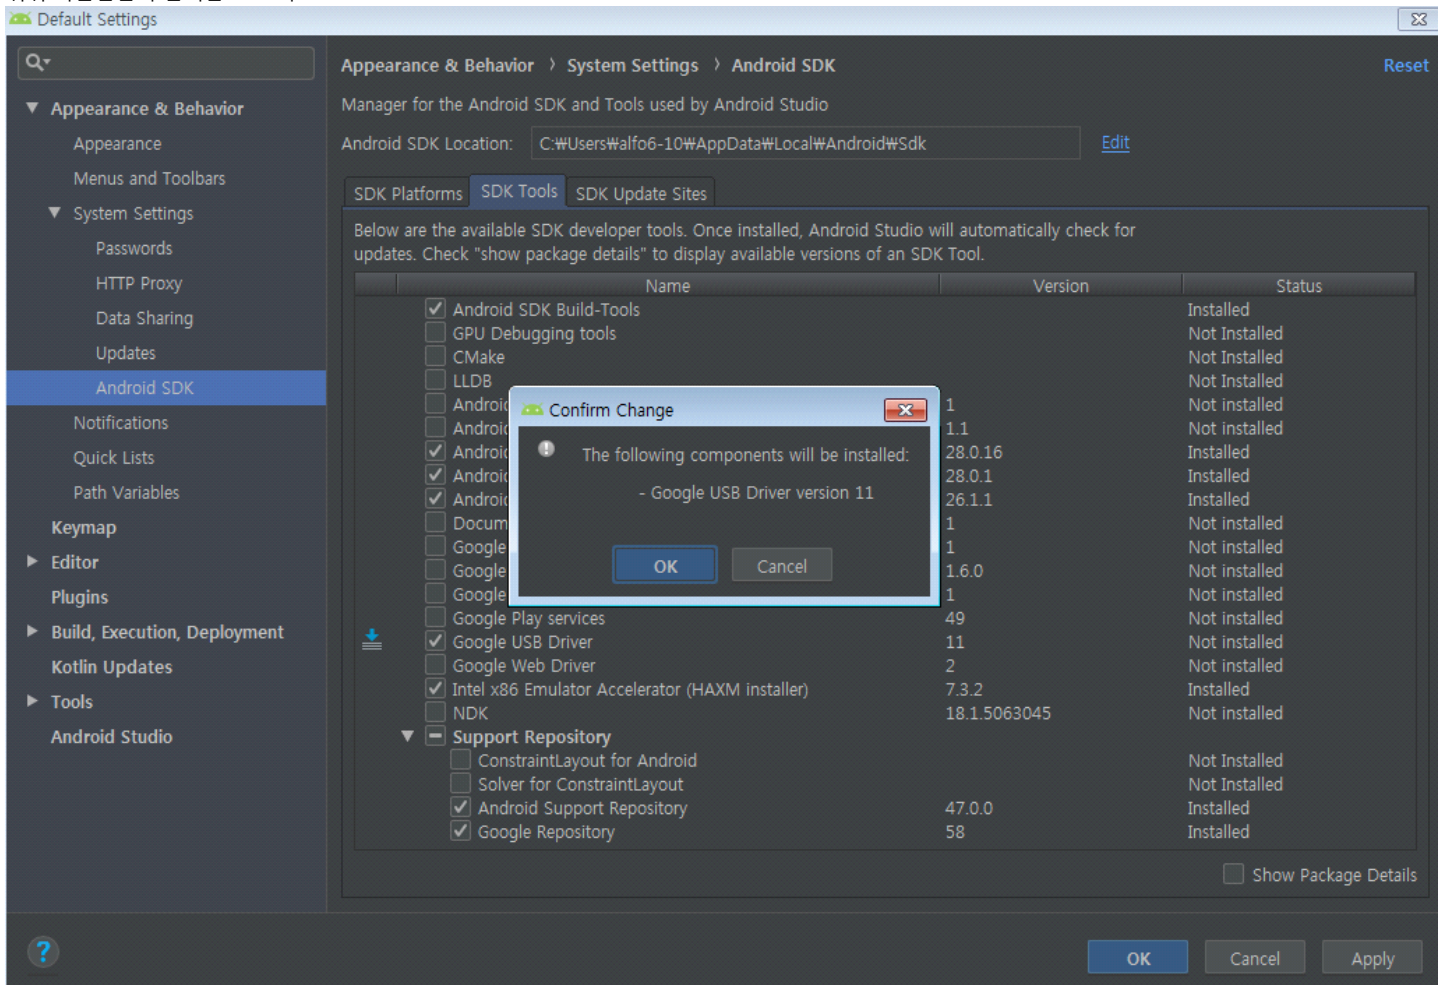 Default Settings
Appearance & Behavior
Appearance
Menus and Toolbars
System Settings
Passwords
HTTP Proxy
Data Sharing
Updates
Android SDK
Notifications
Quick Lists
Path Variables
Keymap
Editor
Plugins
Build, Execution, Deployment
Kotlin Updates
Tools
Android Studio
Appearance & Behavior › System Settings › Android SDK Reset
Manager for the Android SDK and Tools used by Android Studio
Android SDK Location: C:₩Users₩alfo6-10₩AppData₩Local₩Android₩Sdk Edit
SDK Platforms SDK Tools SDK Update Sites
Below are the available SDK developer tools. Once installed, Android Studio will automatically check for
updates. Check "show package details" to display available versions of an SDK Tool.
Name Version Status
Android SDK Build-Tools Installed
GPU Debugging tools Not Installed
CMake Not Installed
LLDB Not Installed
1 Not installed
1.1 Not installed
28.0.16 Installed
28.0.1 Installed
26.1.1 Installed
1 Not installed
Google 1 Not installed
Google 1.6.0 Not installed
Google 1 Not installed
Google Play services 49 Not installed
Google USB Driver 11 Not installed
Google Web Driver 2 Not installed
Intel x86 Emulator Accelerator (HAXM installer) 7.3.2 Installed
NDK 18.1.5063045 Not installed
Support Repository
ConstraintLayout for Android Not Installed
Solver for ConstraintLayout Not Installed
Android Support Repository 47.0.0 Installed
Google Repository 58 Installed
Show Package Details
Confirm Change
The following components will be installed:
- Google USB Driver version 11
OK Cancel
? OK Cancel Apply